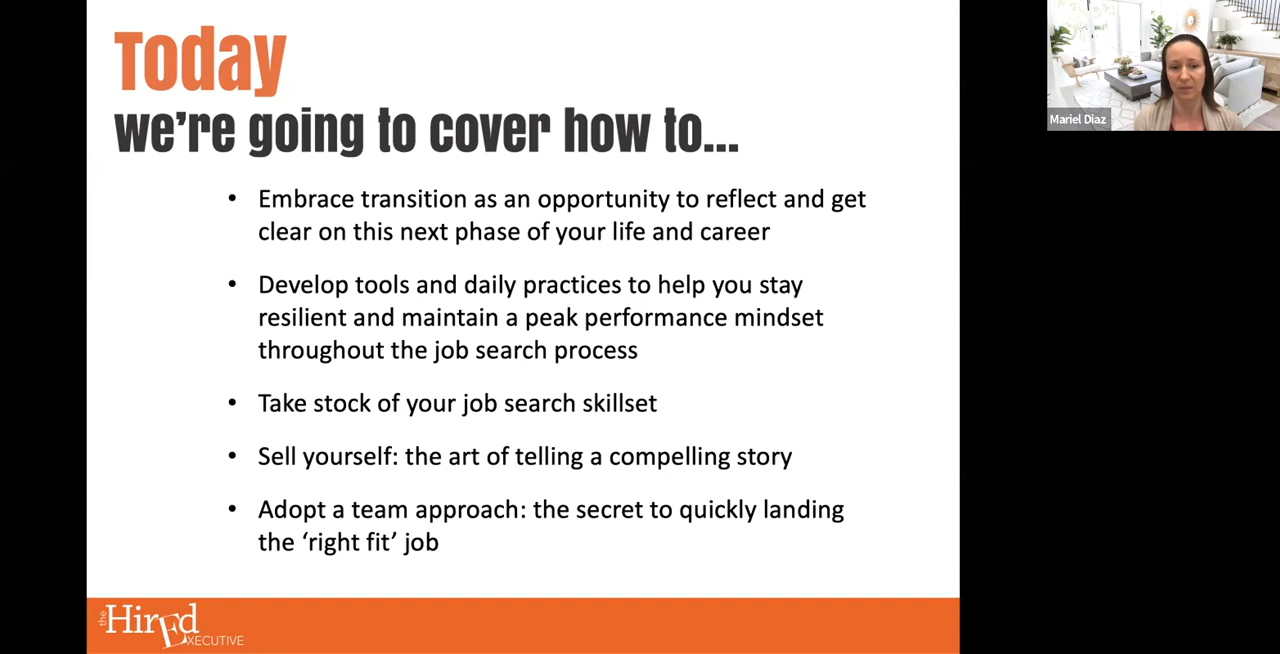 Today
we're going to cover how to...
• Embrace transition as an opportunity to reflect and get
clear on this next phase of your life and career
• Develop tools and daily practices to help you stay
resilient and maintain a peak performance mindset
throughout the job search process
• Take stock of your job search skillset
• Sell yourself: the art of telling a compelling story
• Adopt a team approach: the secret to quickly landing
the ‘right fit’ job
the HirEd
EXECUTIVE
Mariel Diaz